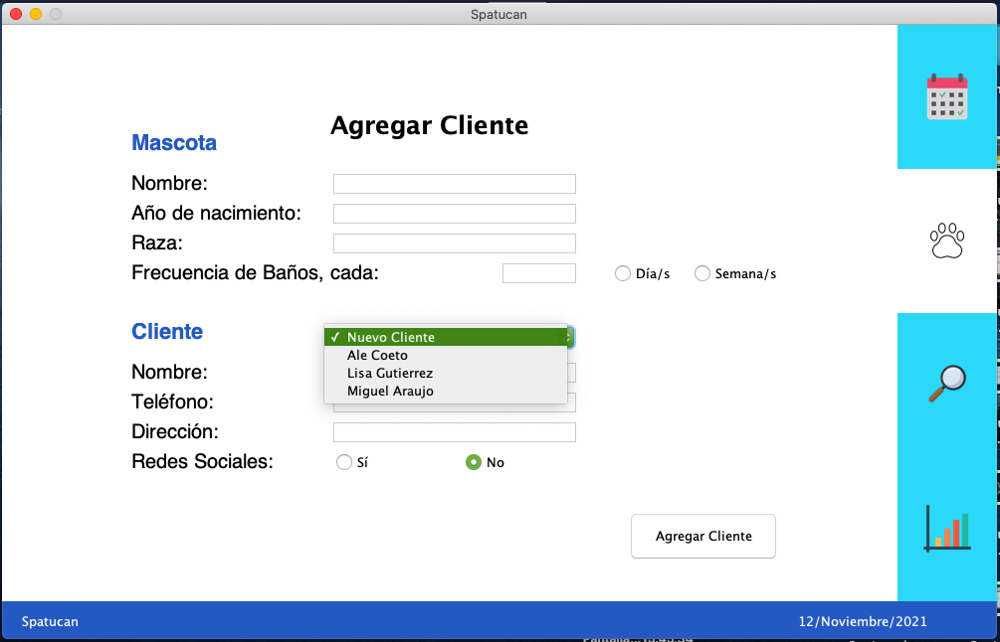 Spatucan
Agregar Cliente
Mascota
Nombre:
Año de nacimiento:
Raza:
Frecuencia de Baños, cada: Día/s Semana/s
Cliente
✓ Nuevo Cliente
Ale Coeto
Lisa Gutierrez
Miguel Araujo
Nombre:
Teléfono:
Dirección:
Redes Sociales: Sí No
Agregar Cliente
Spatucan 12/Noviembre/2021